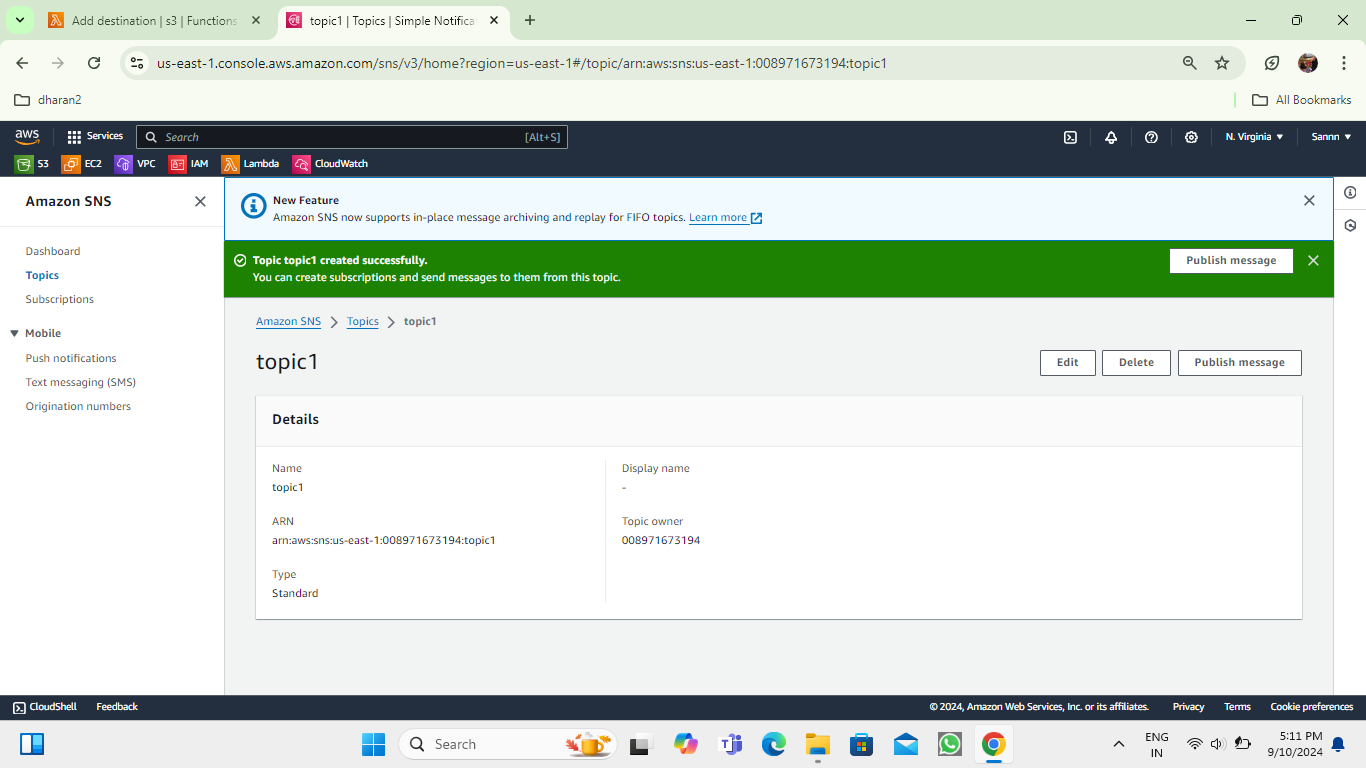 Add destination | s3 | Functions
topic1 | Topics | Simple Notifica
us-east-1.console.aws.amazon.com/sns/v3/home?region=us-east-1#/topic/arn:aws:sns:us-east-1:008971673194:topic1
dharan2
All Bookmarks
aws
Services
Search
[Alt+S]
N. Virginia
Sannn
S3
EC2
VPC
IAM
Lambda
CloudWatch
Amazon SNS
Dashboard
Topics
Subscriptions
Mobile
Push notifications
Text messaging (SMS)
Origination numbers
New Feature
Amazon SNS now supports in-place message archiving and replay for FIFO topics. Learn more
Topic topic1 created successfully.
You can create subscriptions and send messages to them from this topic.
Publish message
Amazon SNS
Topics
topic1
topic1
Edit
Delete
Publish message
Details
Name
topic1
ARN
arn:aws:sns:us-east-1:008971673194:topic1
Type
Standard
Display name
-
Topic owner
008971673194
CloudShell
Feedback
© 2024, Amazon Web Services, Inc. or its affiliates.
Privacy
Terms
Cookie preferences
Search
ENG
IN
5:11 PM
9/10/2024